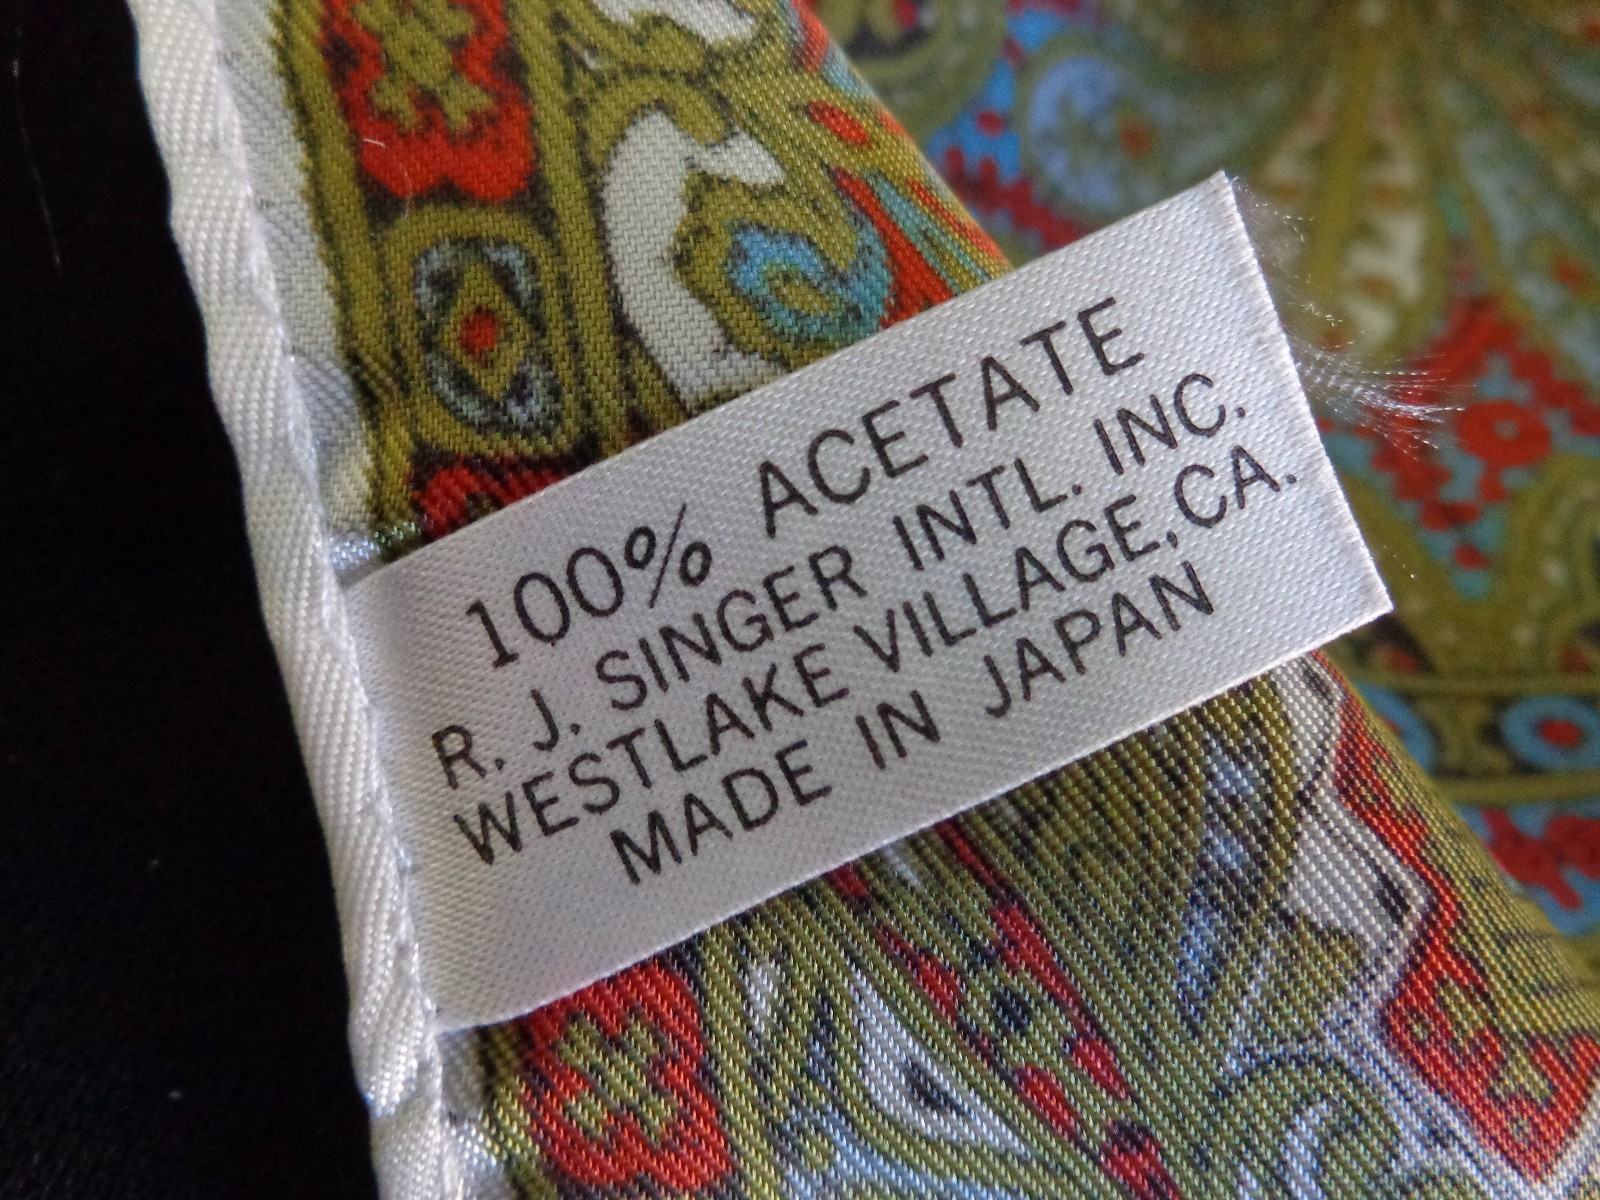 100% ACETATE
R. J. SINGER INTL. INC.
WESTLAKE VILLAGE, CA.
MADE IN JAPAN